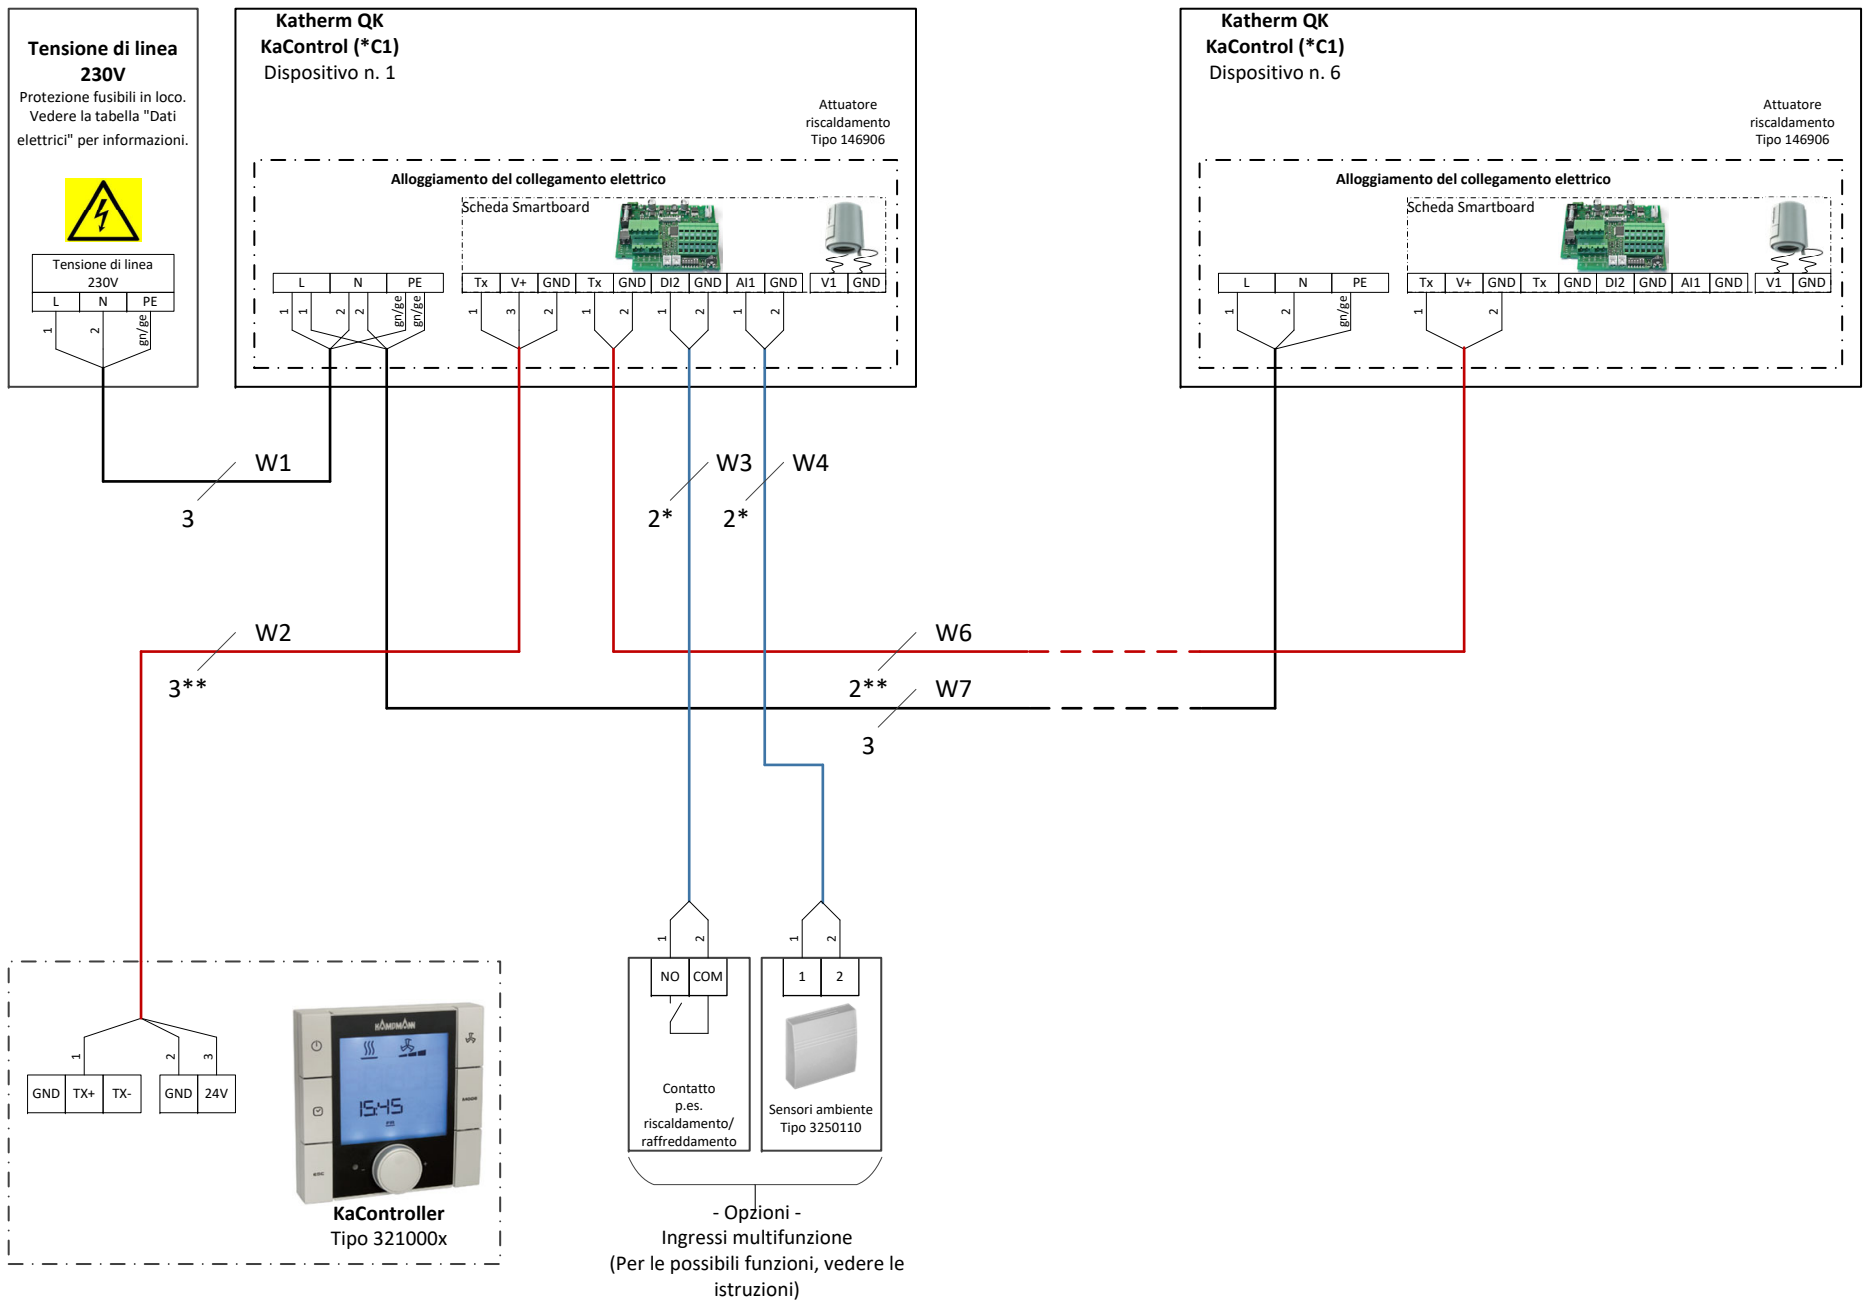 Tensione di linea
230V
Protezione fusibili in loco.
Vedere la tabella "Dati
elettrici" per informazioni.
Tensione di linea
230V
L N PE
1 2 gn/ge
Katherm QK
KaControl (*C1)
Dispositivo n. 1
Attuatore
riscaldamento
Tipo 146906
Alloggiamento del collegamento elettrico
Scheda Smartboard
L N PE Tx V+ GND Tx GND DI2 GND AI1 GND V1 GND
1 1 2 2 gn/ge gn/ge 1 3 2 1 2 1 2 1 2
Katherm QK
KaControl (*C1)
Dispositivo n. 6
Attuatore
riscaldamento
Tipo 146906
Alloggiamento del collegamento elettrico
Scheda Smartboard
L N PE Tx V+ GND Tx GND DI2 GND AI1 GND V1 GND
1 2 gn/ge 1 2
W1
3
W3
2*
W4
2*
W2
3**
W6
2**
W7
3
1 2 3
GND TX+ TX- GND 24V
KAMPMANN
15:45
KaController
Tipo 321000x
1 2
NO COM
Contatto
p.es.
riscaldamento/
raffreddamento
1 2
1 2
Sensori ambiente
Tipo 3250110
- Opzioni -
Ingressi multifunzione
(Per le possibili funzioni, vedere le
istruzioni)